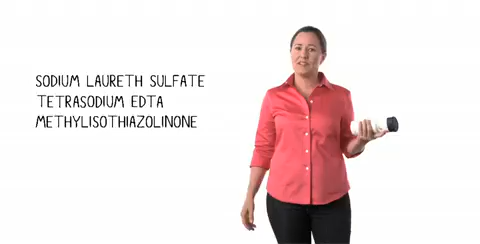 SODIUM LAURETH SULFATE
TETRASODIUM EDTA
METHYLISOTHIAZOLINONE